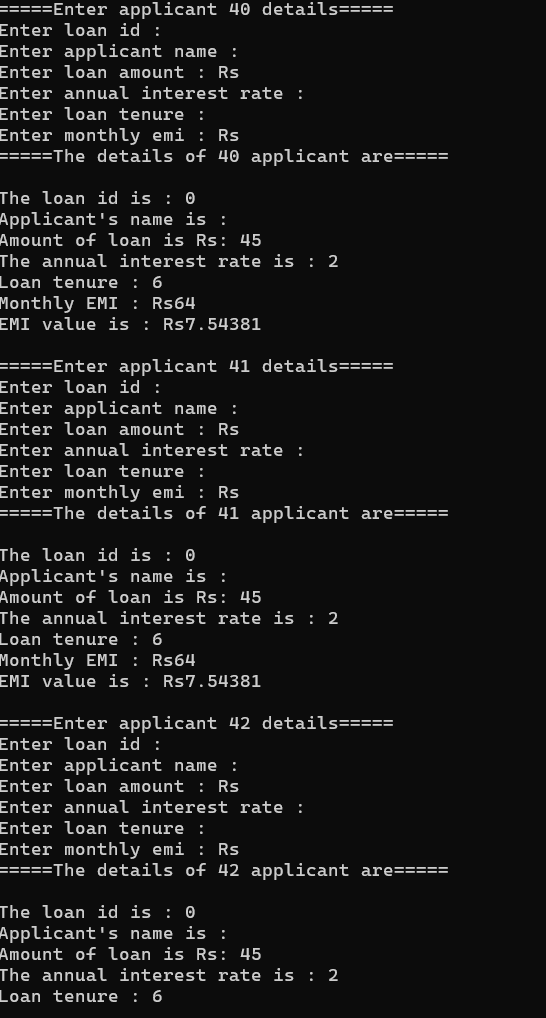 =====Enter applicant 40 details=====
Enter loan id :
Enter applicant name :
Enter loan amount : Rs
Enter annual interest rate :
Enter loan tenure :
Enter monthly emi : Rs
=====The details of 40 applicant are=====
The loan id is : 0
Applicant's name is :
Amount of loan is Rs: 45
The annual interest rate is : 2
Loan tenure : 6
Monthly EMI : Rs64
EMI value is : Rs7.54381
=====Enter applicant 41 details=====
Enter loan id :
Enter applicant name :
Enter loan amount : Rs
Enter annual interest rate :
Enter loan tenure :
Enter monthly emi : Rs
=====The details of 41 applicant are=====
The loan id is : 0
Applicant's name is :
Amount of loan is Rs: 45
The annual interest rate is : 2
Loan tenure : 6
Monthly EMI : Rs64
EMI value is : Rs7.54381
=====Enter applicant 42 details=====
Enter loan id :
Enter applicant name :
Enter loan amount : Rs
Enter annual interest rate :
Enter loan tenure :
Enter monthly emi : Rs
=====The details of 42 applicant are=====
The loan id is : 0
Applicant's name is :
Amount of loan is Rs: 45
The annual interest rate is : 2
Loan tenure : 6